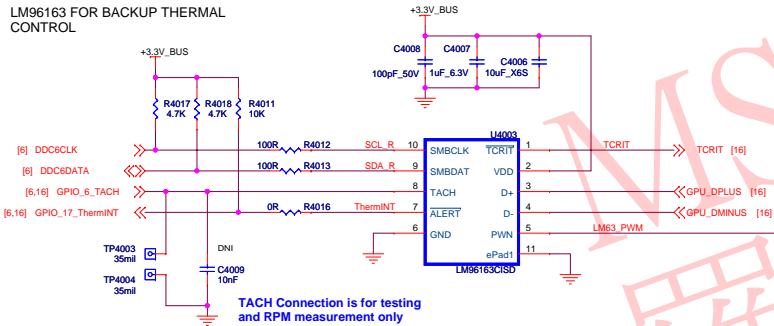 LM96163 FOR BACKUP THERMAL
CONTROL
+3.3V_BUS
+3.3V_BUS
C4008
100pF_50V
C4007
1uF_6.3V
C4006
10uF_X6S
R4017
4.7K
R4018
4.7K
R4011
10K
U4003
[6] DDC6CLK
100R
R4012
SCL_R
10
SMBCLK
TCRIT
1
TCRIT
TCRIT [16]
[6] DDC6DATA
100R
R4013
SDA_R
9
SMBDAT
VDD
2
[6,16] GPIO_6_TACH
8
TACH
D+
3
GPU_DPLUS [16]
[6,16] GPIO_17_ThermINT
0R
R4016
ThermINT
7
ALERT
D-
4
GPU_DMINUS [16]
6
GND
PWN
5
LM63_PWM
ePad1
11
LM96163CISD
TP4003
35mil
TP4004
35mil
DNI
C4009
10nF
TACH Connection is for testing
and RPM measurement only